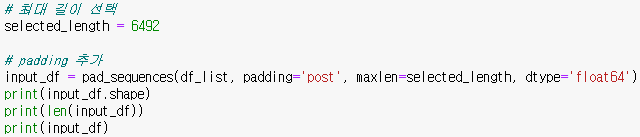 # 최대 길이 선택
selected_length = 6492
# padding 추가
input_df = pad_sequences(df_list, padding='post', maxlen=selected_length, dtype='float64')
print(input_df.shape)
print(len(input_df))
print(input_df)